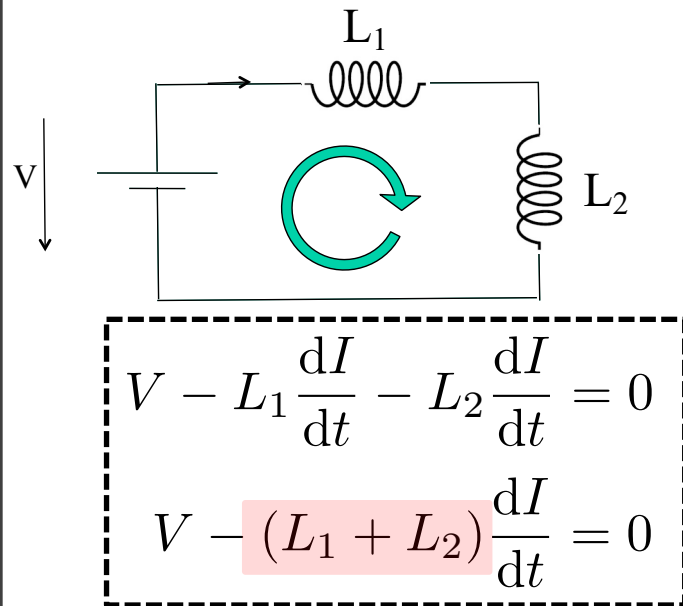 L₁
V
L₂
V − L₁ dI/dt − L₂ dI/dt = 0
V − (L₁ + L₂) dI/dt = 0